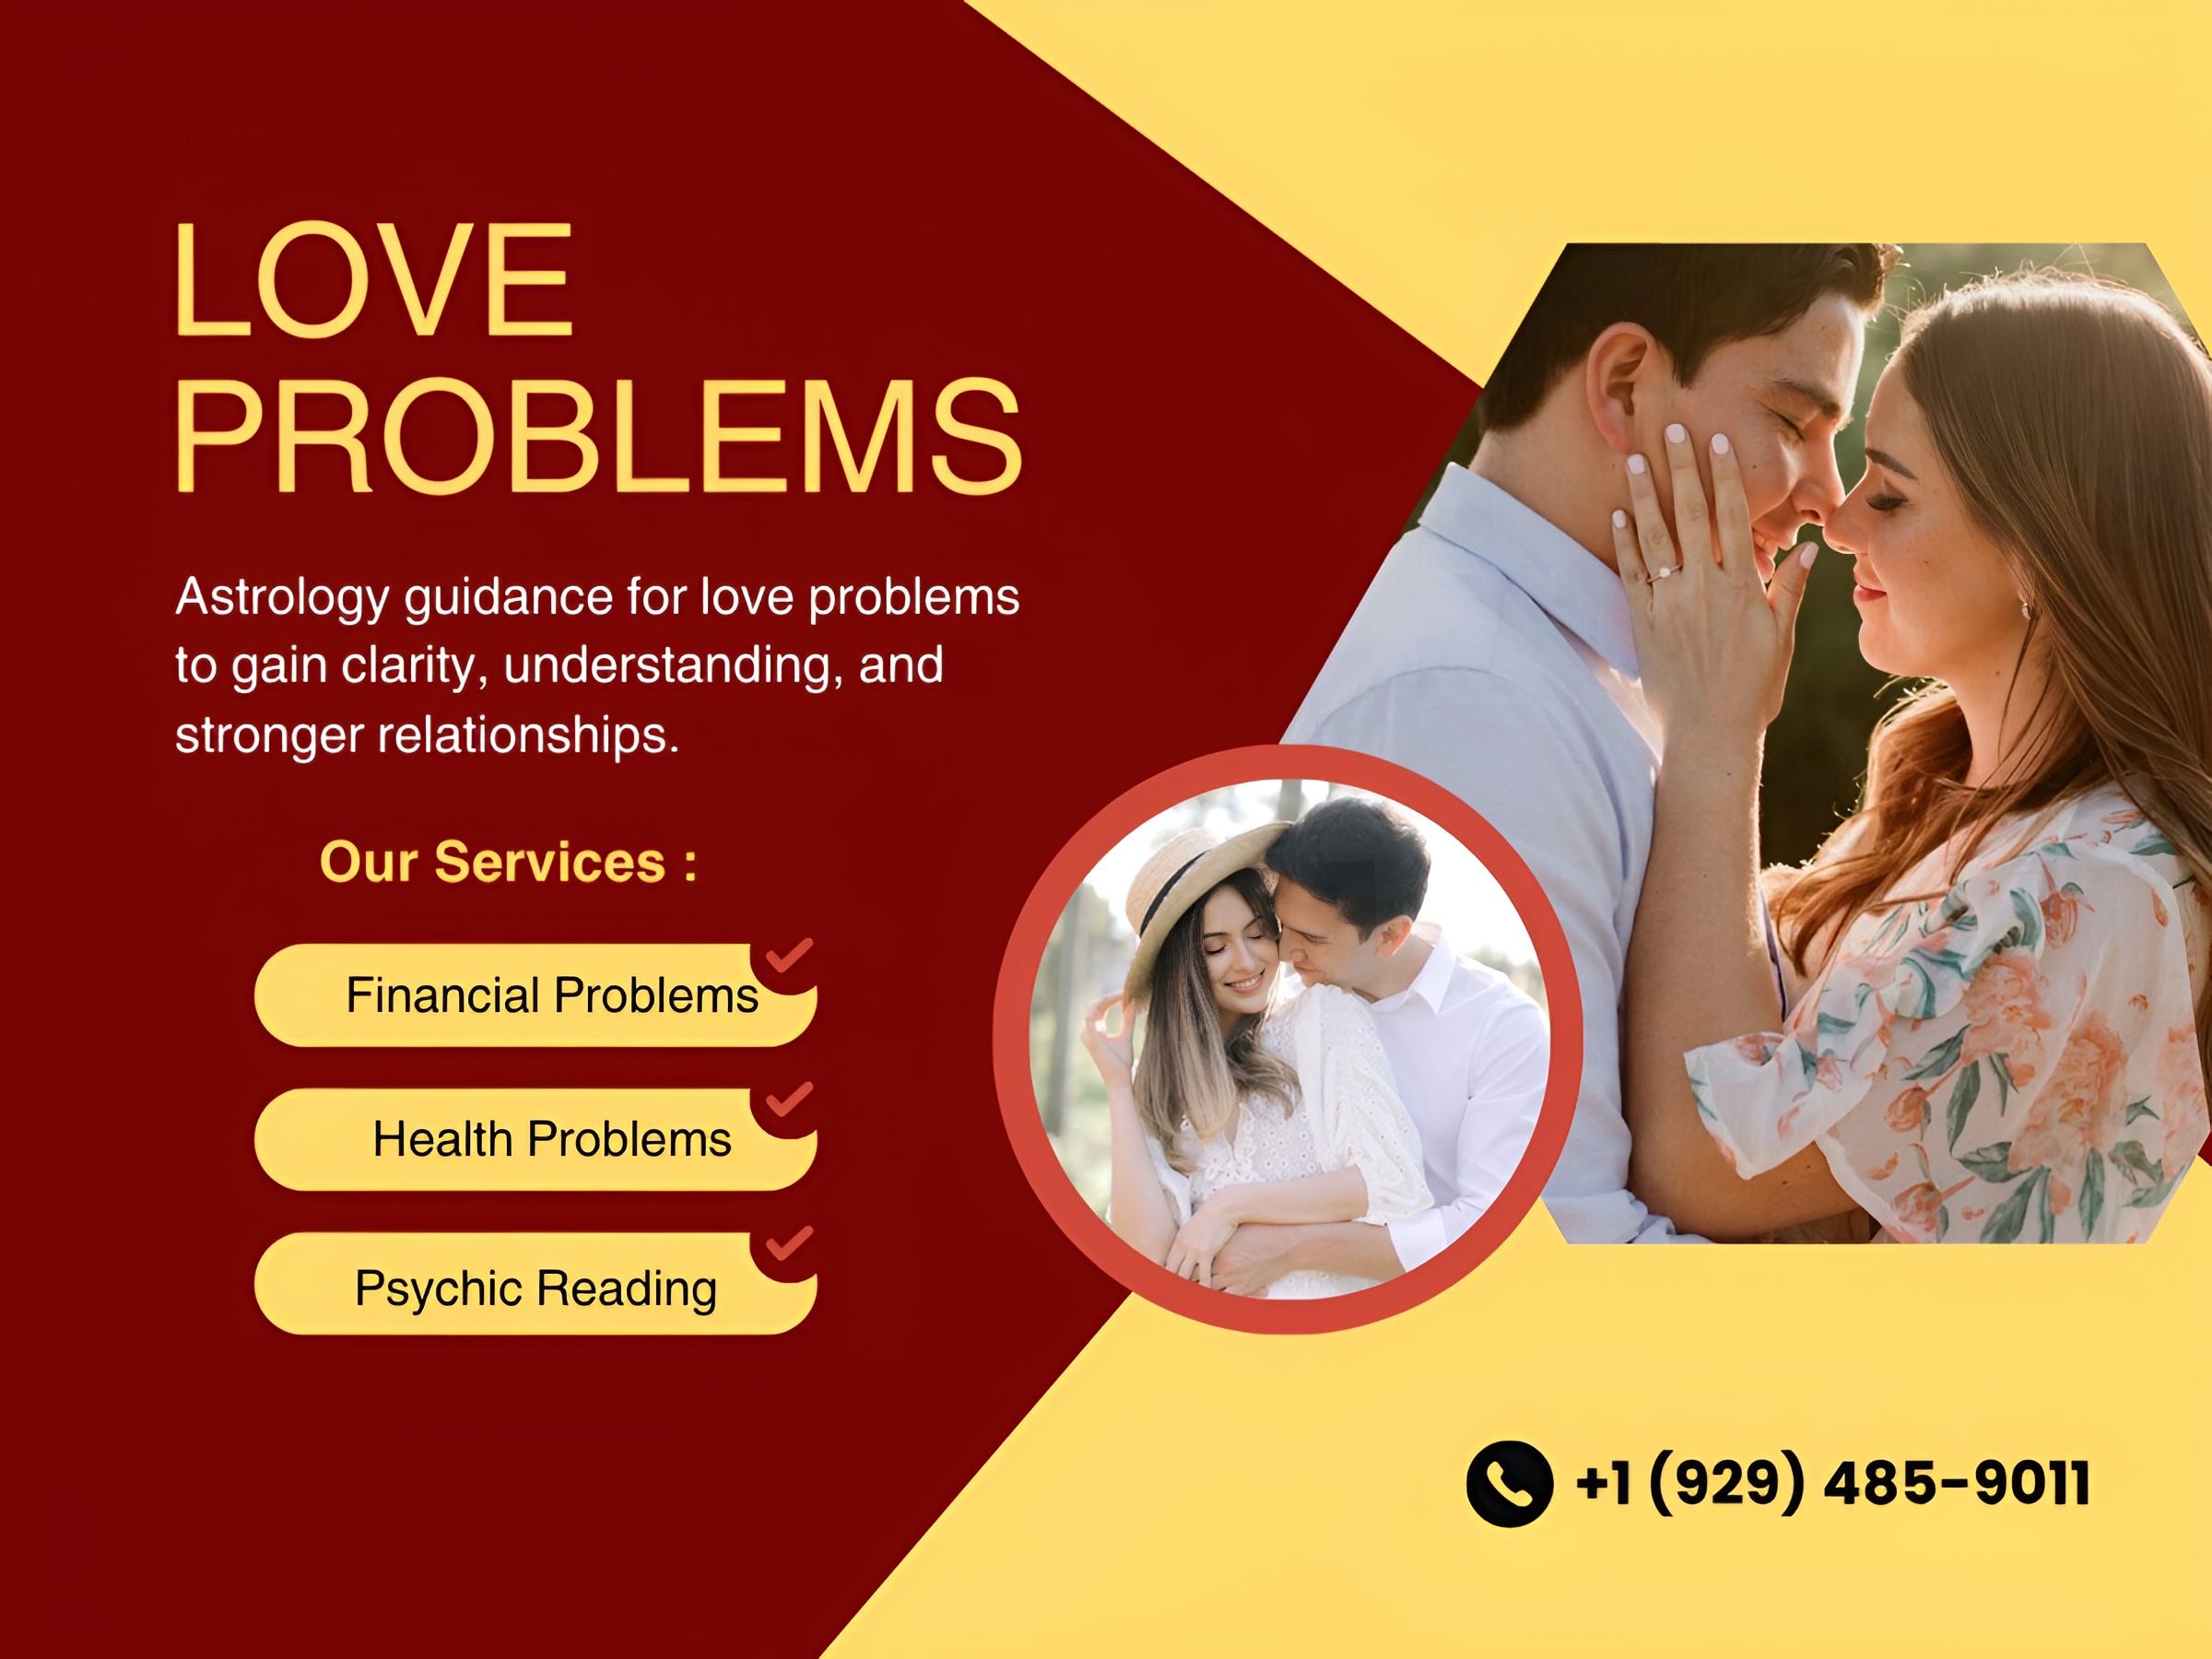 LOVE
PROBLEMS
Astrology guidance for love problems
to gain clarity, understanding, and
stronger relationships.
Our Services :
Financial Problems
Health Problems
Psychic Reading
+1 (929) 485-9011